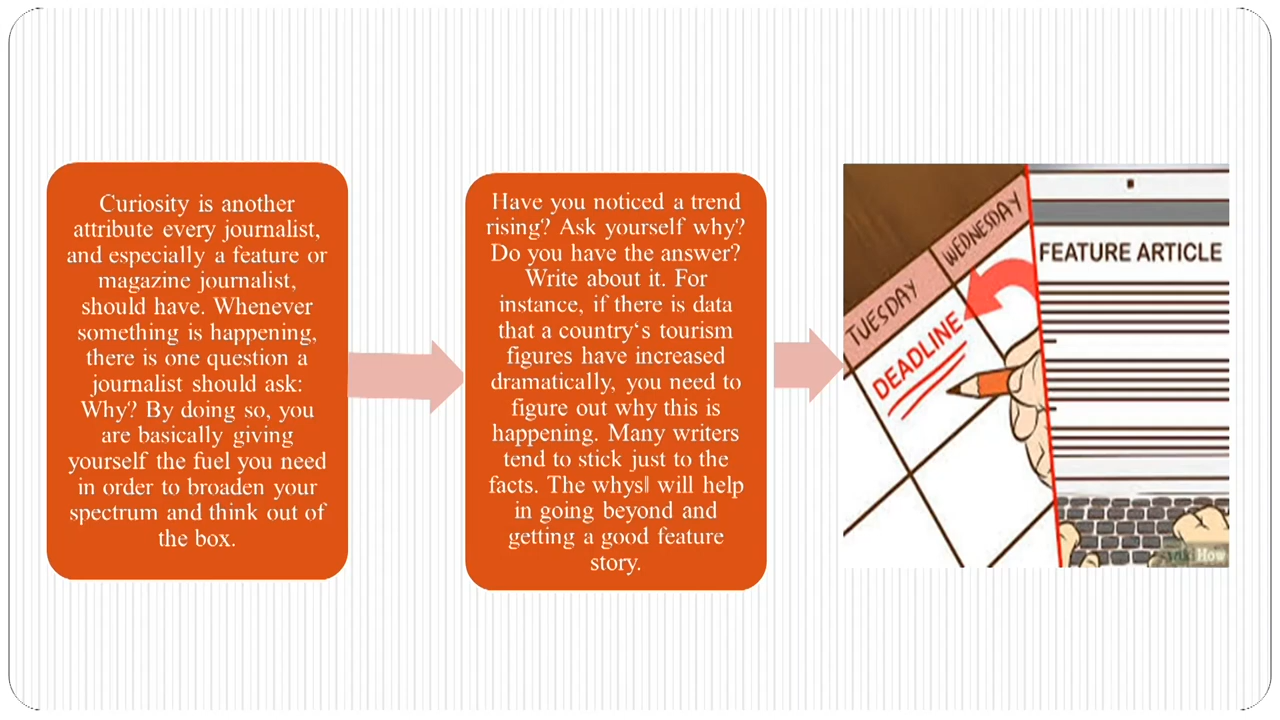 Curiosity is another
attribute every journalist,
and especially a feature or
magazine journalist,
should have. Whenever
something is happening,
there is one question a
journalist should ask:
Why? By doing so, you
are basically giving
yourself the fuel you need
in order to broaden your
spectrum and think out of
the box.
Have you noticed a trend
rising? Ask yourself why?
Do you have the answer?
Write about it. For
instance, if there is data
that a country‘s tourism
figures have increased
dramatically, you need to
figure out why this is
happening. Many writers
tend to stick just to the
facts. The whys‖ will help
in going beyond and
getting a good feature
story.
TUESDAY
WEDNESDAY
DEADLINE
FEATURE ARTICLE
wikiHow